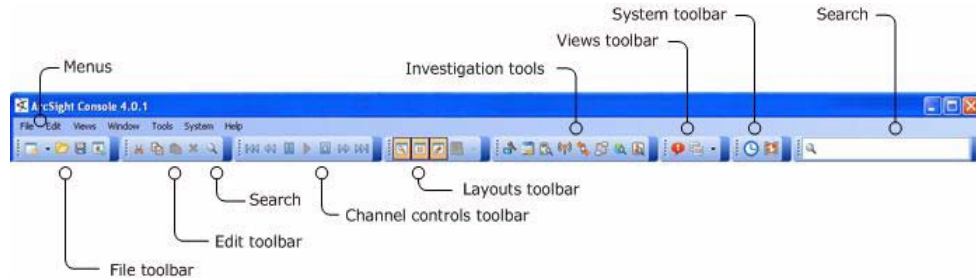 System toolbar
Search
Views toolbar
Menus
Investigation tools
ArcSight Console 4.0.1
File Edit Views Window Tools System Help
Layouts toolbar
Search
Channel controls toolbar
Edit toolbar
File toolbar